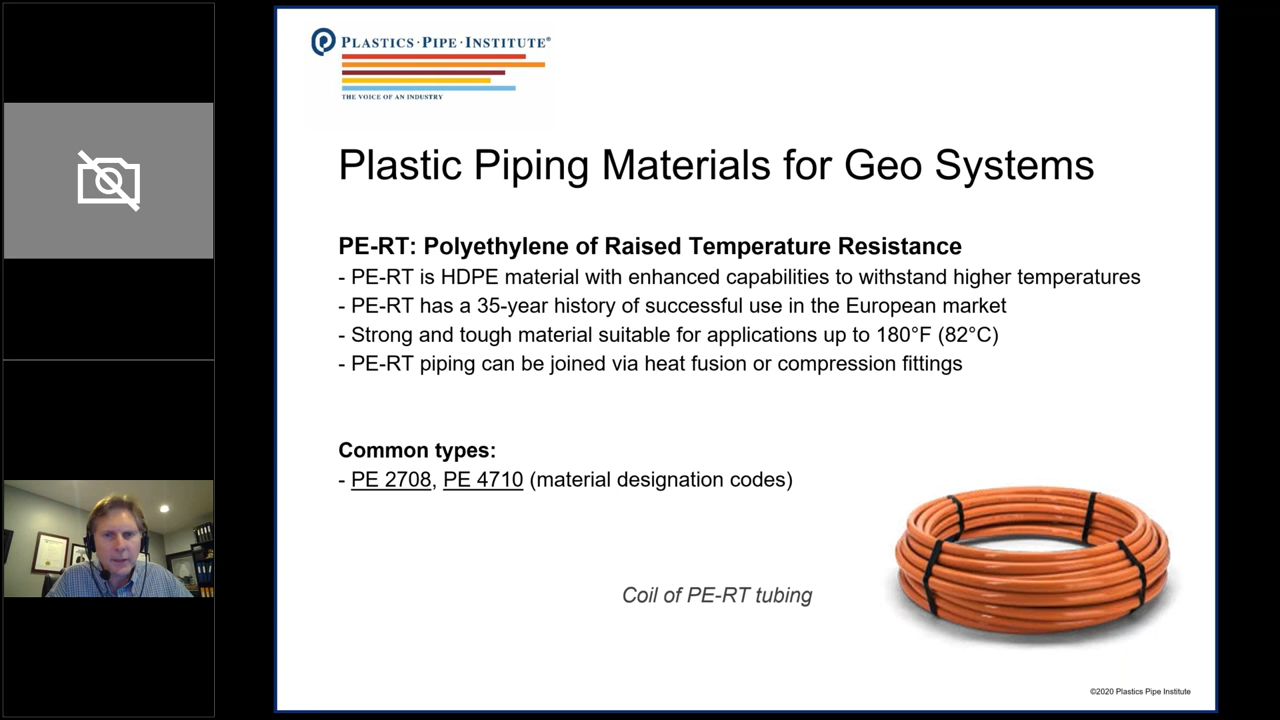 PLASTICS·PIPE·INSTITUTE®
THE VOICE OF AN INDUSTRY
Plastic Piping Materials for Geo Systems
PE-RT: Polyethylene of Raised Temperature Resistance
- PE-RT is HDPE material with enhanced capabilities to withstand higher temperatures
- PE-RT has a 35-year history of successful use in the European market
- Strong and tough material suitable for applications up to 180°F (82°C)
- PE-RT piping can be joined via heat fusion or compression fittings
Common types:
- PE 2708, PE 4710 (material designation codes)
Coil of PE-RT tubing
©2020 Plastics Pipe Institute